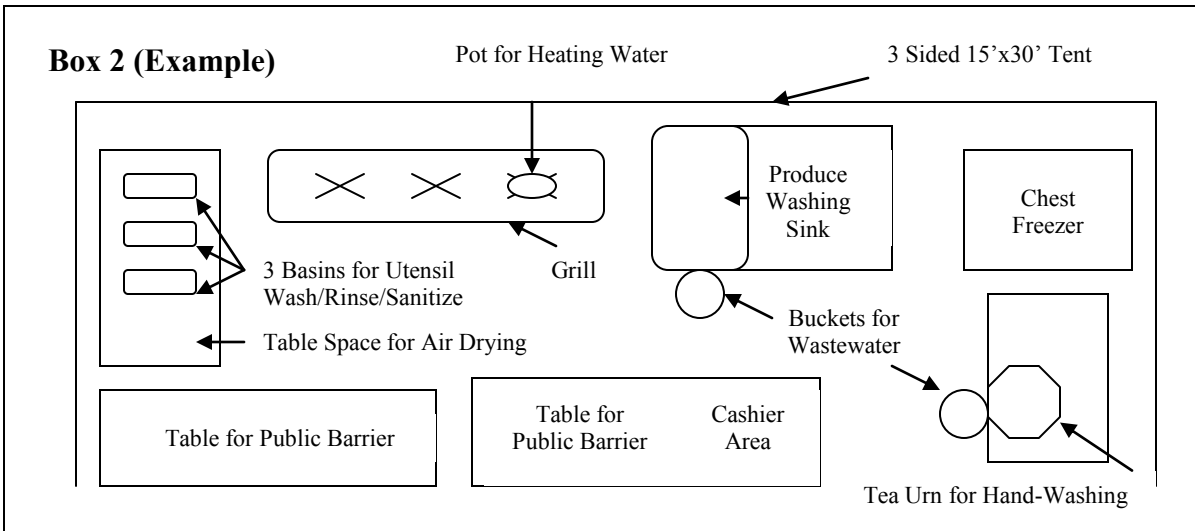 Box 2 (Example)
Pot for Heating Water
3 Sided 15’x30’ Tent
Produce
Washing
Sink
Chest
Freezer
3 Basins for Utensil
Wash/Rinse/Sanitize
Grill
Buckets for
Wastewater
Table Space for Air Drying
Table for Public Barrier
Table for
Public Barrier
Cashier
Area
Tea Urn for Hand-Washing